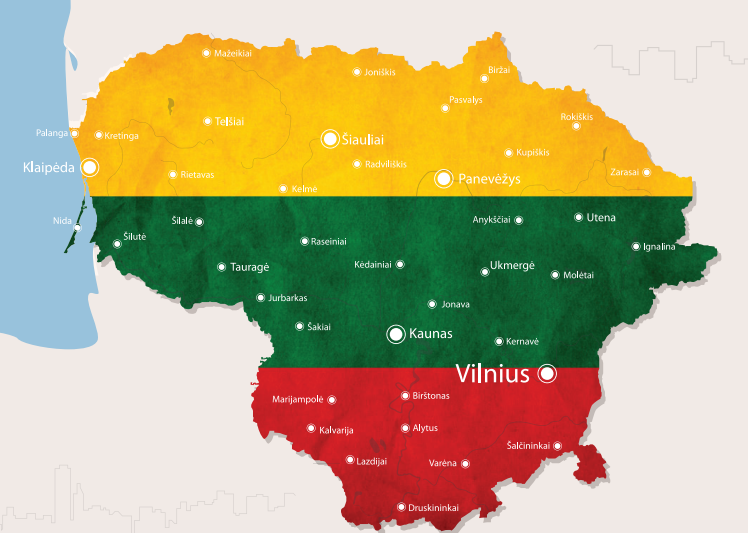 Mažeikiai
Joniškis
Biržai
Pasvalys
Rokiškis
Telšiai
Palanga
Kretinga
Šiauliai
Kupiškis
Klaipėda
Radviliškis
Rietavas
Panevėžys
Zarasai
Kelmė
Nida
Šilalė
Anykščiai
Utena
Šilutė
Raseiniai
Ignalina
Tauragė
Kėdainiai
Ukmergė
Molėtai
Jurbarkas
Jonava
Šakiai
Kaunas
Kernavė
Vilnius
Marijampolė
Birštonas
Kalvarija
Alytus
Šalčininkai
Lazdijai
Varėna
Druskininkai